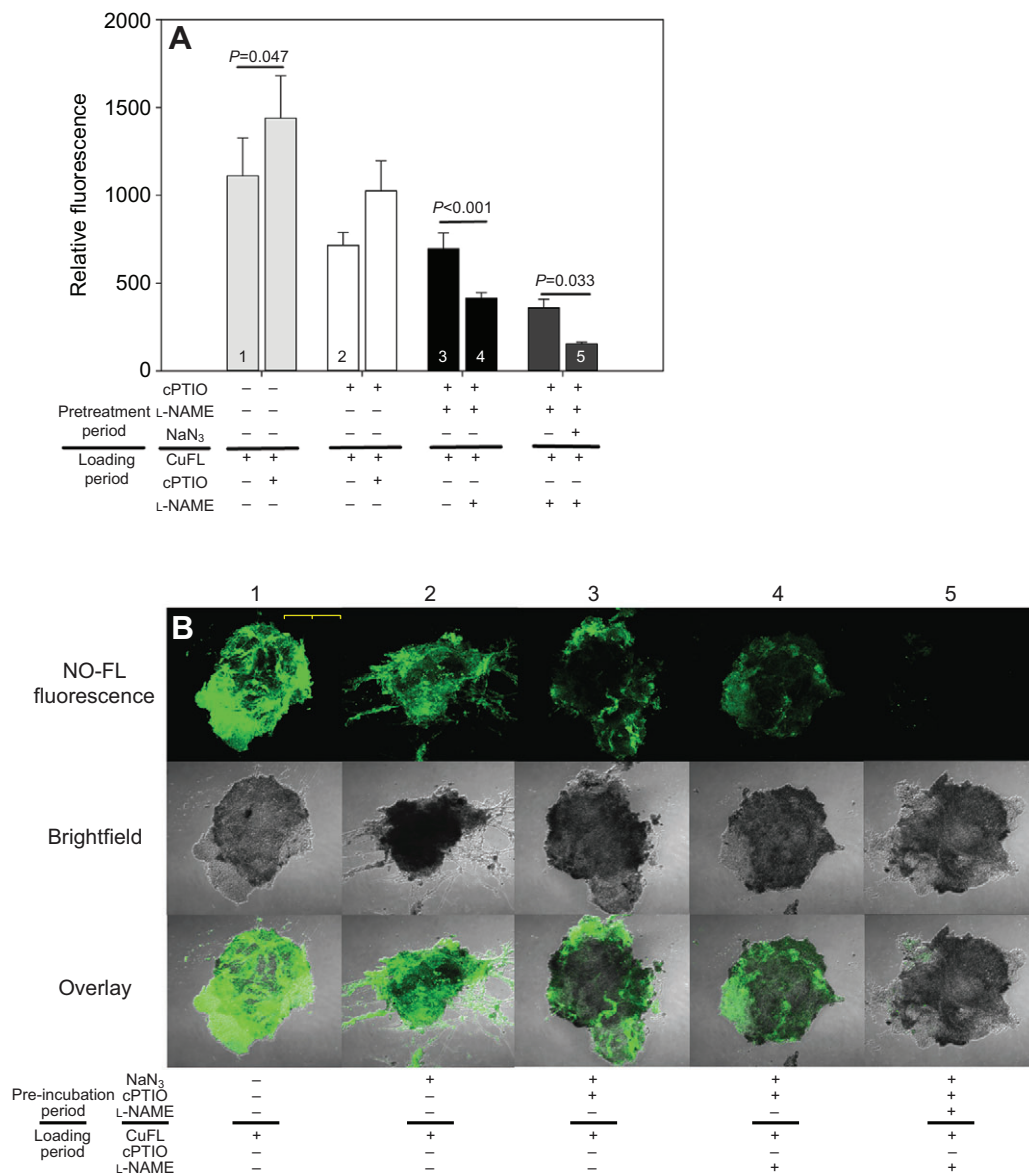 2000
A
P=0.047
1500
Relative fluorescence
1000
P<0.001
500
P=0.033
1 2 3 4 5
0
cPTIO – – + + + + + +
Pretreatment period
L-NAME – – – – + + + +
NaN3 – – – – – – – +
Loading period
CuFL + + + + + + + +
cPTIO – + – + – – – –
L-NAME – – – – – + + +
1 2 3 4 5
B
NO-FL
fluorescence
Brightfield
Overlay
NaN3 – + + + +
Pre-incubation period
cPTIO – – + + +
L-NAME – – – – +
Loading period
CuFL + + + + +
cPTIO – – – – –
L-NAME – – – + +